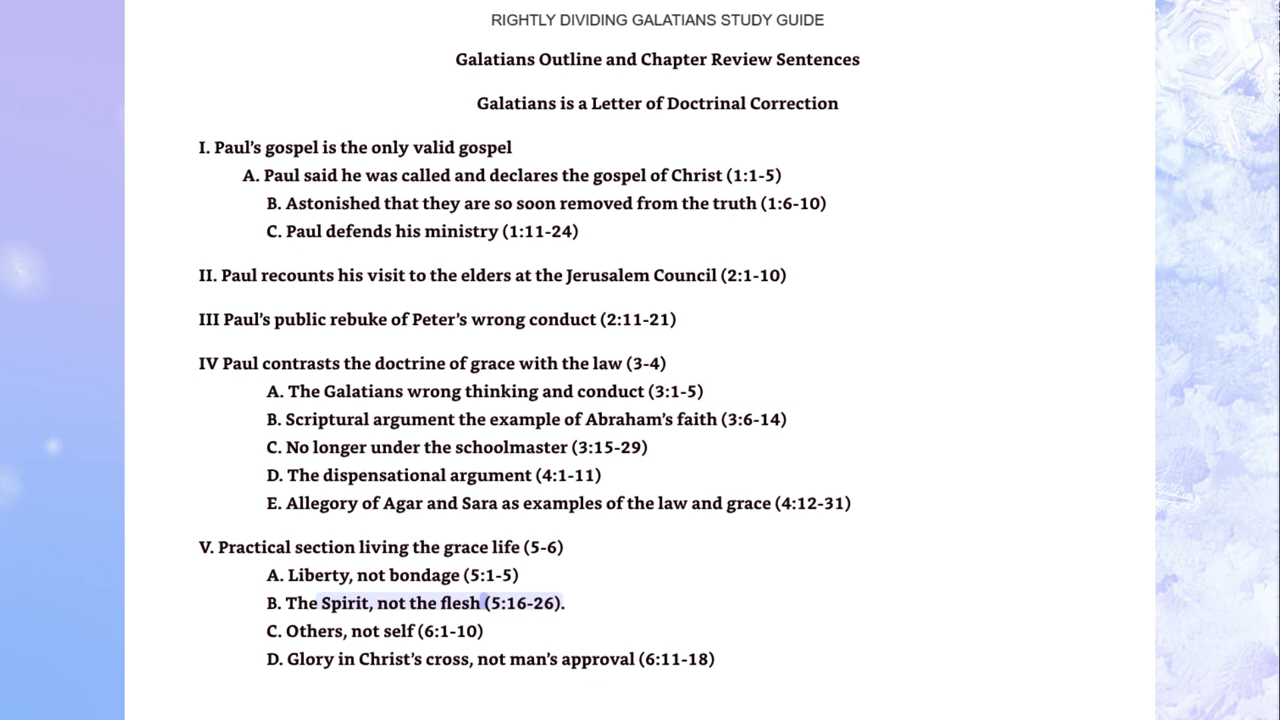 RIGHTLY DIVIDING GALATIANS STUDY GUIDE
Galatians Outline and Chapter Review Sentences
Galatians is a Letter of Doctrinal Correction
I. Paul's gospel is the only valid gospel
A. Paul said he was called and declares the gospel of Christ (1:1-5)
B. Astonished that they are so soon removed from the truth (1:6-10)
C. Paul defends his ministry (1:11-24)
II. Paul recounts his visit to the elders at the Jerusalem Council (2:1-10)
III Paul's public rebuke of Peter's wrong conduct (2:11-21)
IV Paul contrasts the doctrine of grace with the law (3-4)
A. The Galatians wrong thinking and conduct (3:1-5)
B. Scriptural argument the example of Abraham's faith (3:6-14)
C. No longer under the schoolmaster (3:15-29)
D. The dispensational argument (4:1-11)
E. Allegory of Agar and Sara as examples of the law and grace (4:12-31)
V. Practical section living the grace life (5-6)
A. Liberty, not bondage (5:1-5)
B. The Spirit, not the flesh (5:16-26).
C. Others, not self (6:1-10)
D. Glory in Christ's cross, not man's approval (6:11-18)